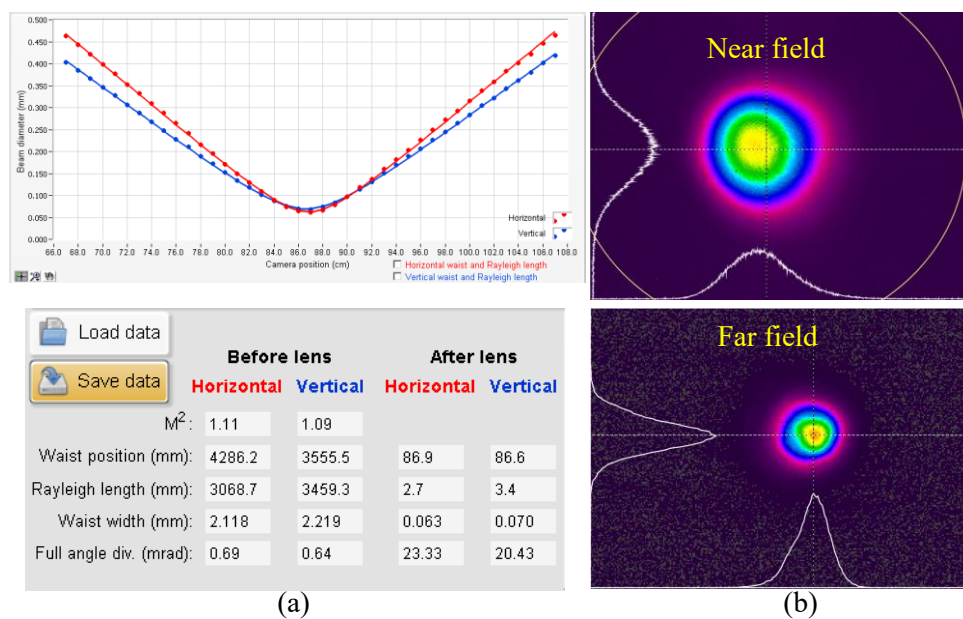 0.500
0.450
0.400
0.350
0.300
0.250
0.200
0.150
0.100
0.050
0.000
Beam diameter (mm)
66.0 68.0 70.0 72.0 74.0 76.0 78.0 80.0 82.0 84.0 86.0 88.0 90.0 92.0 94.0 96.0 98.0 100.0 102.0 104.0 106.0 108.0
Camera position (cm)
Horizontal
Vertical
Horizontal waist and Rayleigh length
Vertical waist and Rayleigh length
Near field
Load data
Save data
Before lens After lens
Horizontal Vertical Horizontal Vertical
M²: 1.11 1.09
Waist position (mm): 4286.2 3555.5 86.9 86.6
Rayleigh length (mm): 3068.7 3459.3 2.7 3.4
Waist width (mm): 2.118 2.219 0.063 0.070
Full angle div. (mrad): 0.69 0.64 23.33 20.43
Far field
(a)
(b)